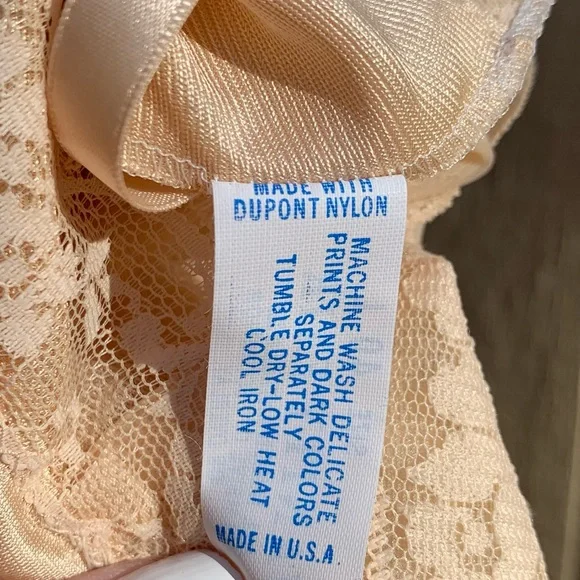 MADE WITH
DUPONT NYLON
MACHINE WASH DELICATE
PRINTS AND DARK COLORS
SEPARATELY
TUMBLE DRY-LOW HEAT
COOL IRON
MADE IN U.S.A.